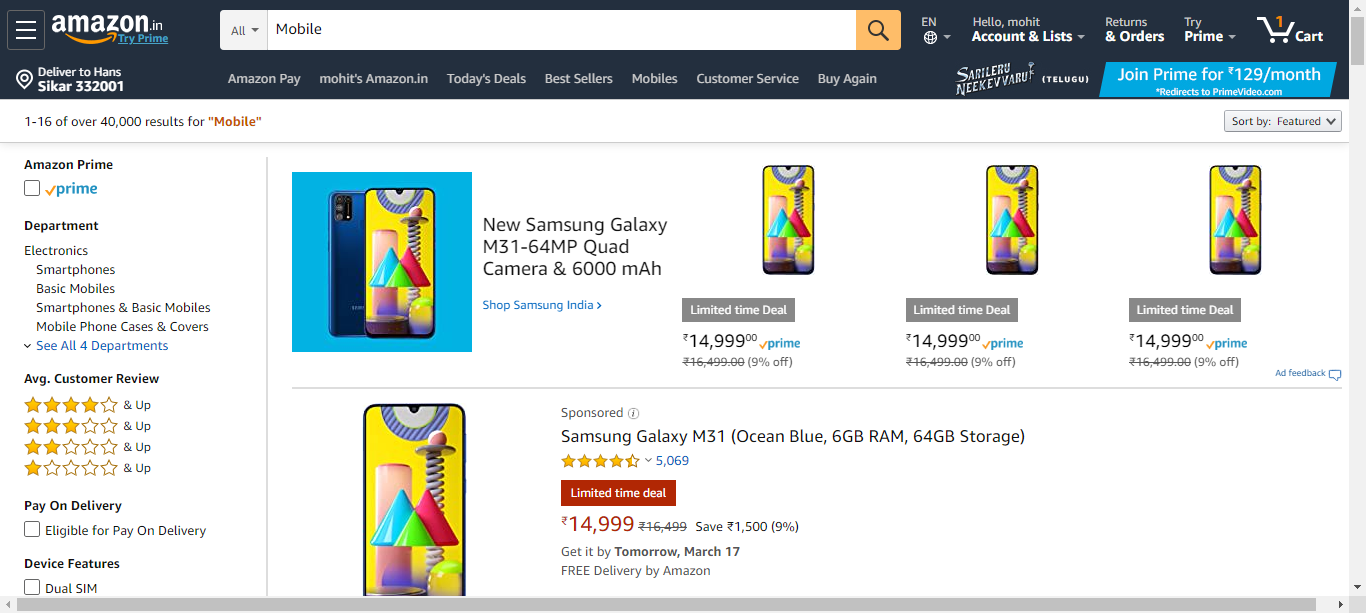 amazon.in
Try Prime
All
Mobile
EN
Hello, mohit
Account & Lists
Returns
& Orders
Try
Prime
1
Cart
Deliver to Hans
Sikar 332001
Amazon Pay
mohit's Amazon.in
Today's Deals
Best Sellers
Mobiles
Customer Service
Buy Again
SARILERU
NEEKEVVARU
(TELUGU)
Join Prime for ₹129/month
*Redirects to PrimeVideo.com
1-16 of over 40,000 results for "Mobile"
Sort by: Featured
Amazon Prime
prime
Department
Electronics
Smartphones
Basic Mobiles
Smartphones & Basic Mobiles
Mobile Phone Cases & Covers
See All 4 Departments
Avg. Customer Review
& Up
& Up
& Up
& Up
Pay On Delivery
Eligible for Pay On Delivery
Device Features
Dual SIM
New Samsung Galaxy
M31-64MP Quad
Camera & 6000 mAh
Shop Samsung India ›
Limited time Deal
₹14,99900 prime
₹16,499.00 (9% off)
Limited time Deal
₹14,99900 prime
₹16,499.00 (9% off)
Limited time Deal
₹14,99900 prime
₹16,499.00 (9% off)
Ad feedback
Sponsored
Samsung Galaxy M31 (Ocean Blue, 6GB RAM, 64GB Storage)
5,069
Limited time deal
₹14,999 ₹16,499 Save ₹1,500 (9%)
Get it by Tomorrow, March 17
FREE Delivery by Amazon